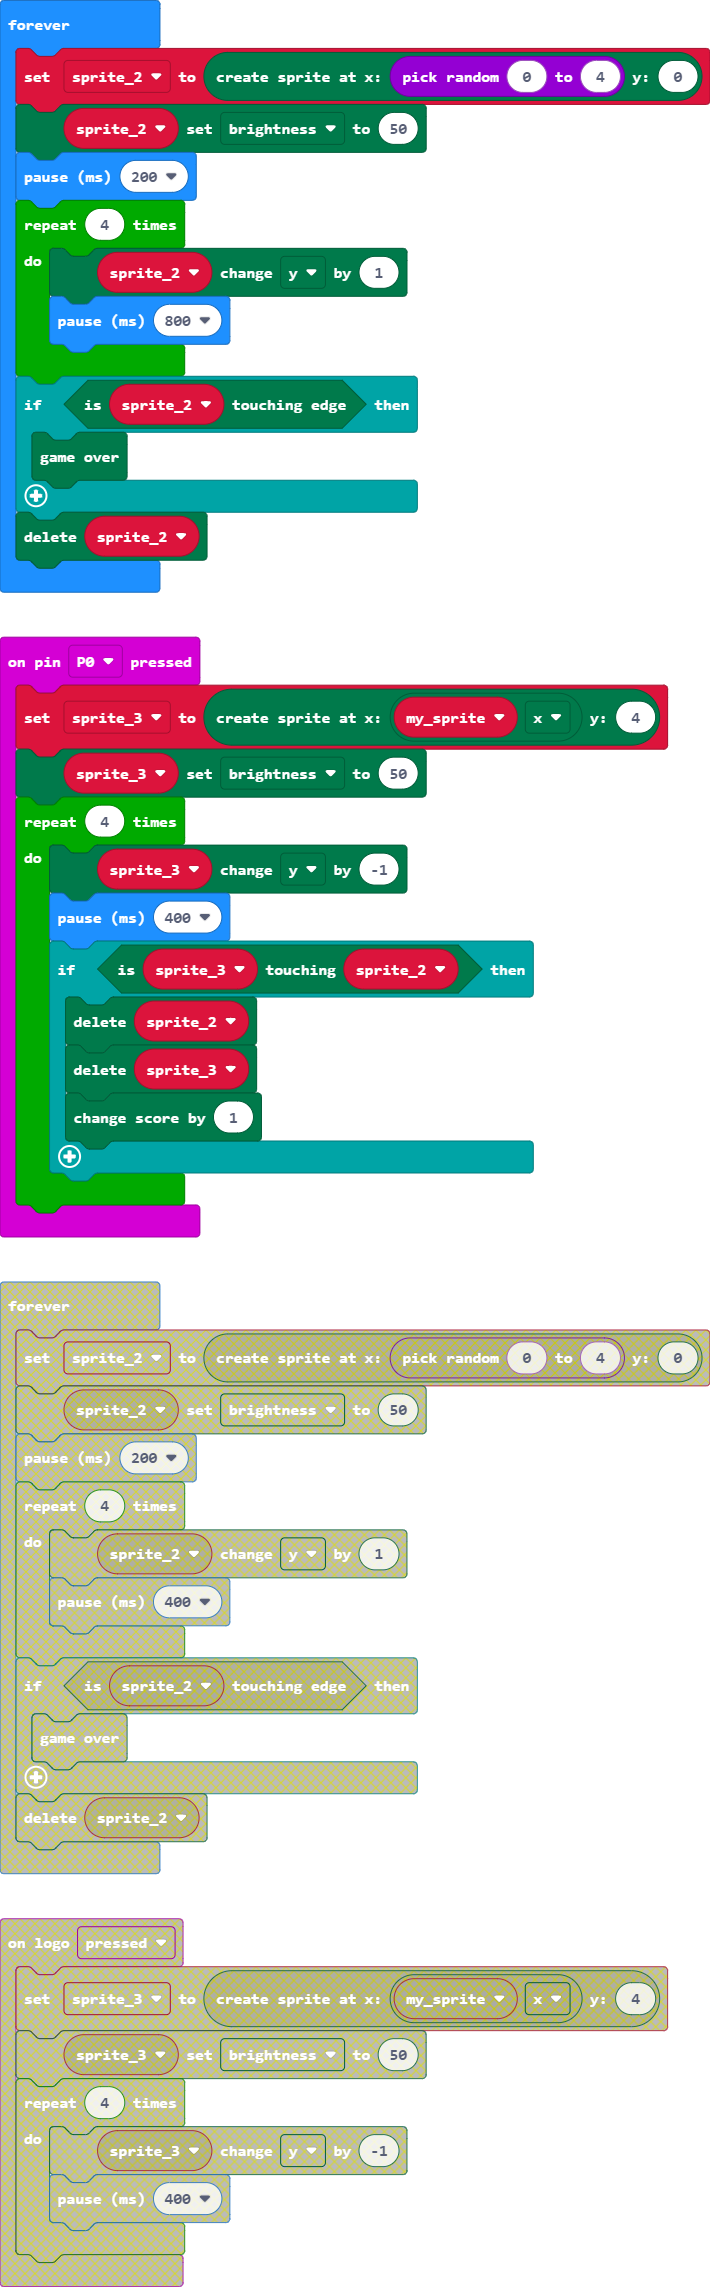 forever
set sprite_2 to create sprite at x: pick random 0 to 4 y: 0
sprite_2 set brightness to 50
pause (ms) 200
repeat 4 times
do sprite_2 change y by 1
pause (ms) 800
if is sprite_2 touching edge then
game over
delete sprite_2
on pin P0 pressed
set sprite_3 to create sprite at x: my_sprite x y: 4
sprite_3 set brightness to 50
repeat 4 times
do sprite_3 change y by -1
pause (ms) 400
if is sprite_3 touching sprite_2 then
delete sprite_2
delete sprite_3
change score by 1
forever
set sprite_2 to create sprite at x: pick random 0 to 4 y: 0
sprite_2 set brightness to 50
pause (ms) 200
repeat 4 times
do sprite_2 change y by 1
pause (ms) 400
if is sprite_2 touching edge then
game over
delete sprite_2
on logo pressed
set sprite_3 to create sprite at x: my_sprite x y: 4
sprite_3 set brightness to 50
repeat 4 times
do sprite_3 change y by -1
pause (ms) 400